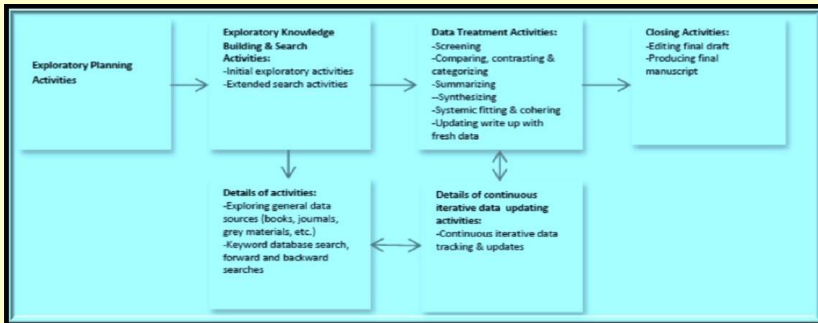 Exploratory Planning
Activities
Exploratory Knowledge
Building & Search
Activities:
-Initial exploratory activities
-Extended search activities
Data Treatment Activities:
-Screening
-Comparing, contrasting &
categorizing
-Summarizing
--Synthesizing
-Systemic fitting & cohering
-Updating write up with
fresh data
Closing Activities:
-Editing final draft
-Producing final
manuscript
Details of activities:
-Exploring general data
sources (books, journals,
grey materials, etc.)
-Keyword database search,
forward and backward
searches
Details of continuous
iterative data updating
activities:
-Continuous iterative data
tracking & updates